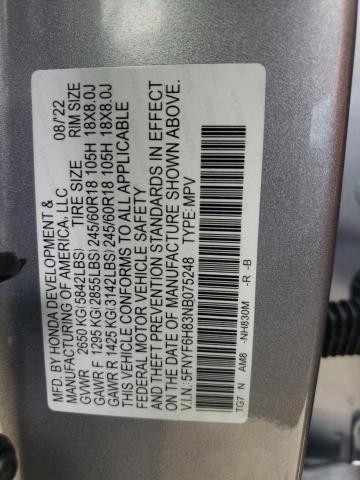 MFD. BY HONDA DEVELOPMENT & 08/'22
MANUFACTURING OF AMERICA, LLC
TIRE SIZE RIM SIZE
GVWR 2650 KG(5842LBS)
GAWR F 1295 KG(2855LBS) 245/60R18 105H 18X8.0J
GAWR R 1425 KG(3142LBS) 245/60R18 105H 18X8.0J
THIS VEHICLE CONFORMS TO ALL APPLICABLE
FEDERAL MOTOR VEHICLE SAFETY
AND THEFT PREVENTION STANDARDS IN EFFECT
ON THE DATE OF MANUFACTURE SHOWN ABOVE.
V.I.N: 5FNYF6H83NB075248 TYPE: MPV
TG7 N AM8 -NH830M -R -B